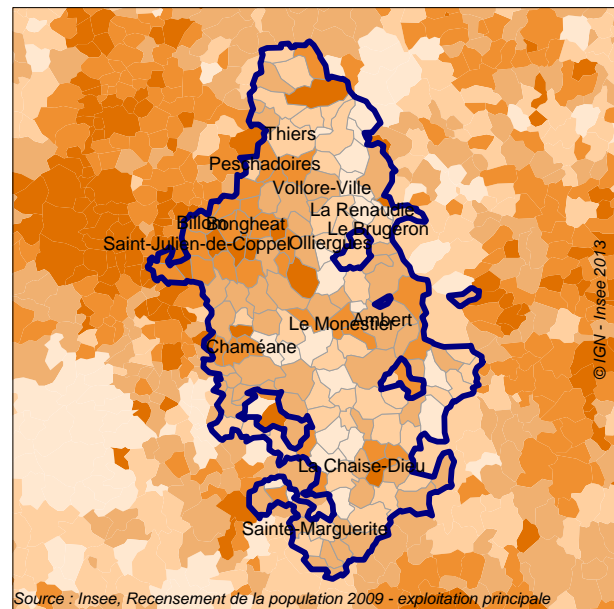 Thiers
Peschadoires
Vollore-Ville
La Renaudie
Billom
Bongheat
Le Brugeron
Saint-Julien-de-Coppel
Olliergues
© IGN - Insee 2013
Le Monestier
Ambert
Chaméane
La Chaise-Dieu
Sainte-Marguerite
Source : Insee, Recensement de la population 2009 - exploitation principale